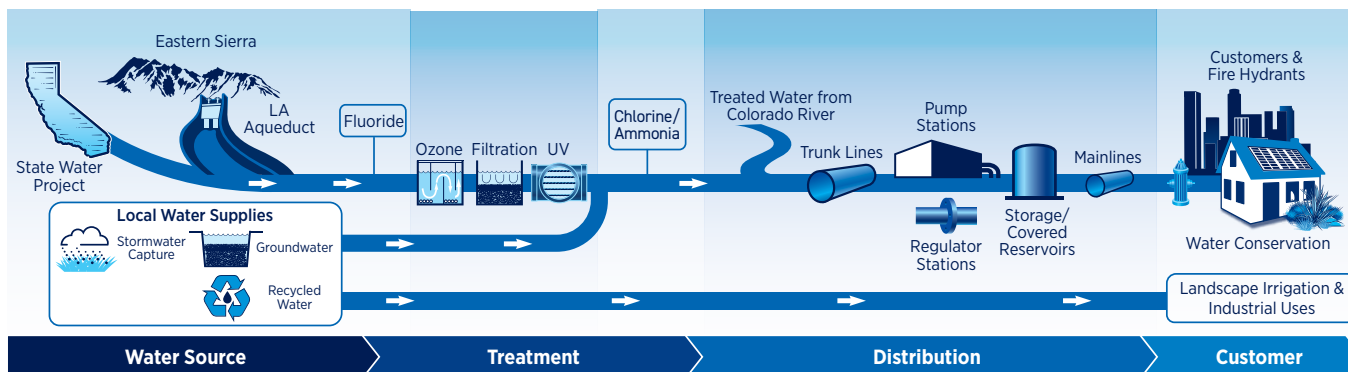 Eastern Sierra
LA
Aqueduct
State Water
Project
Fluoride
Ozone
Filtration
UV
Chlorine/
Ammonia
Treated Water from
Colorado River
Trunk Lines
Pump
Stations
Regulator
Stations
Storage/
Covered
Reservoirs
Mainlines
Customers &
Fire Hydrants
Water Conservation
Local Water Supplies
Stormwater
Capture
Groundwater
Recycled
Water
Landscape Irrigation &
Industrial Uses
Water Source
Treatment
Distribution
Customer